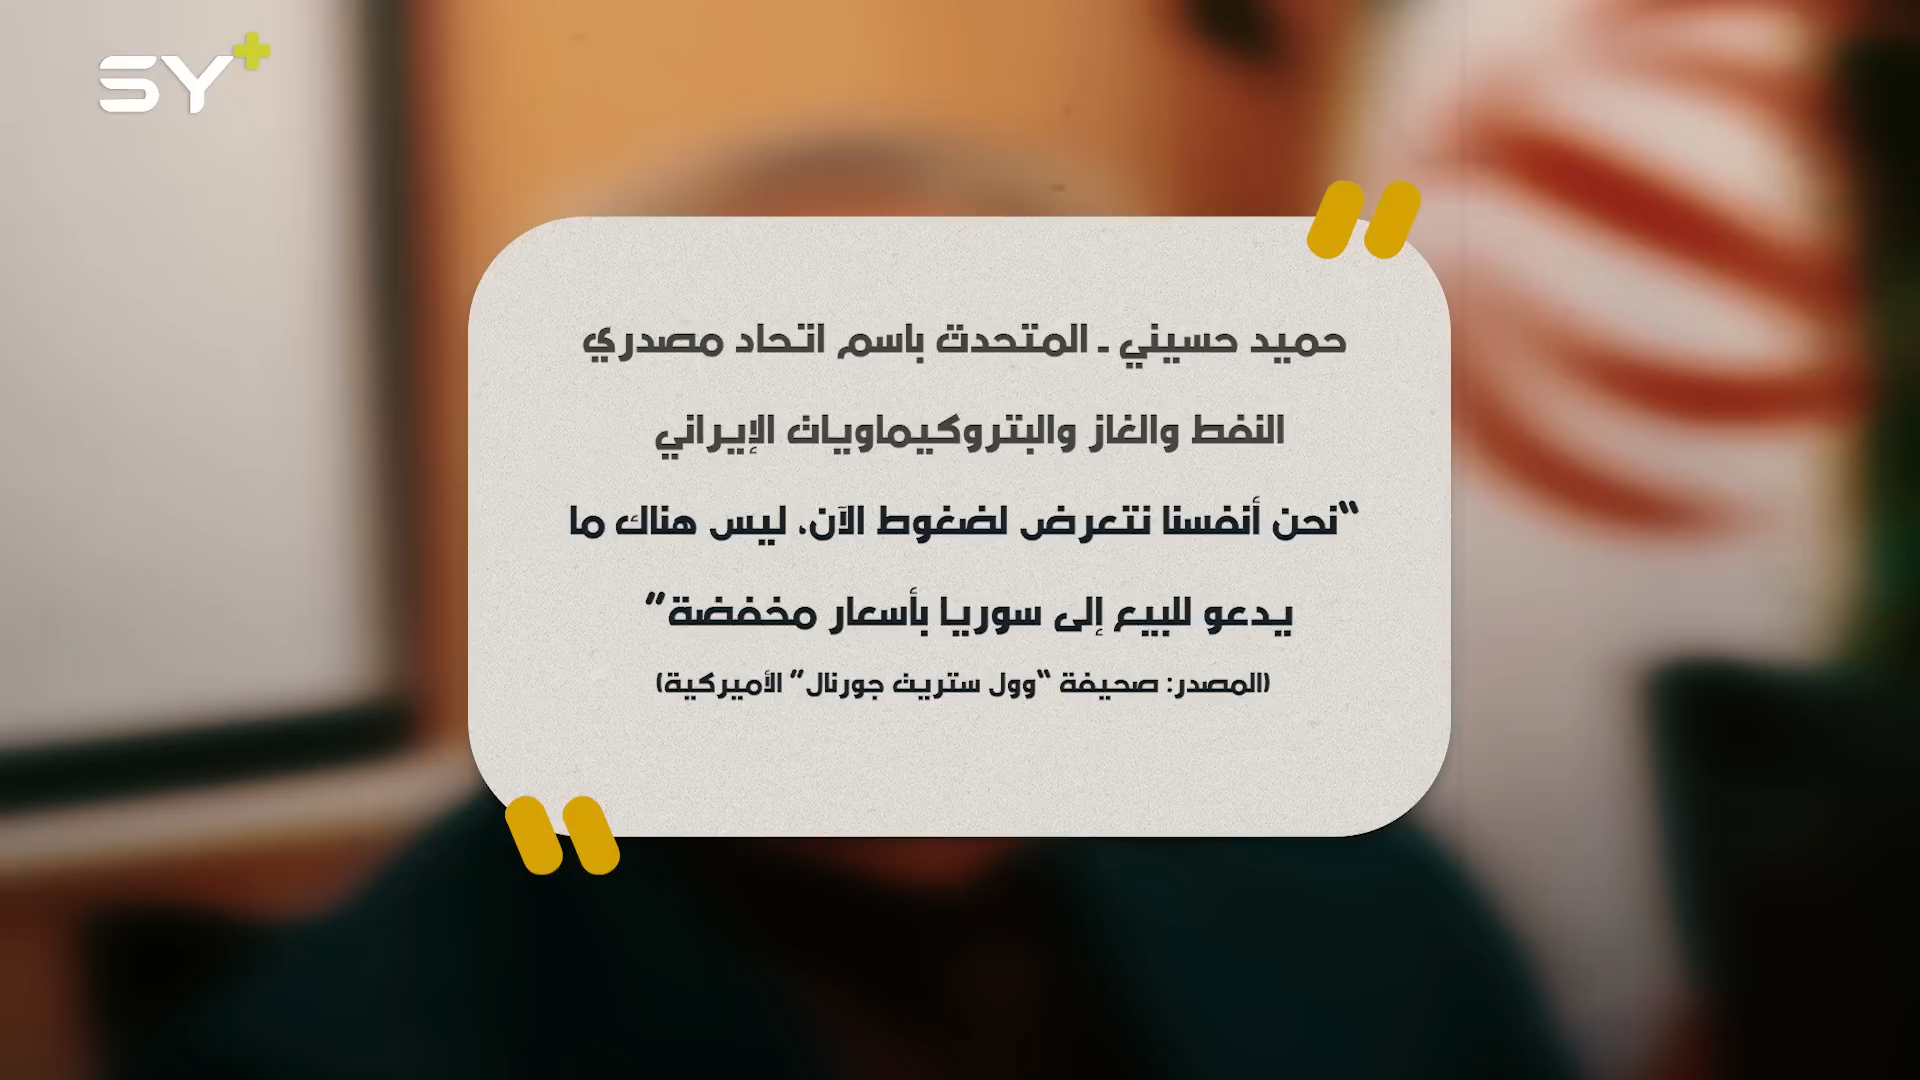 SY+
حميد حسيني - المتحدث باسم اتحاد مصدري
النفط والغاز والبتروكيماويات الإيراني
“نحن أنفسنا نتعرض لضغوط الآن، ليس هناك ما
يدعو للبيع إلى سوريا بأسعار مخفضة”
(المصدر: صحيفة “وول ستريت جورنال” الأميركية)